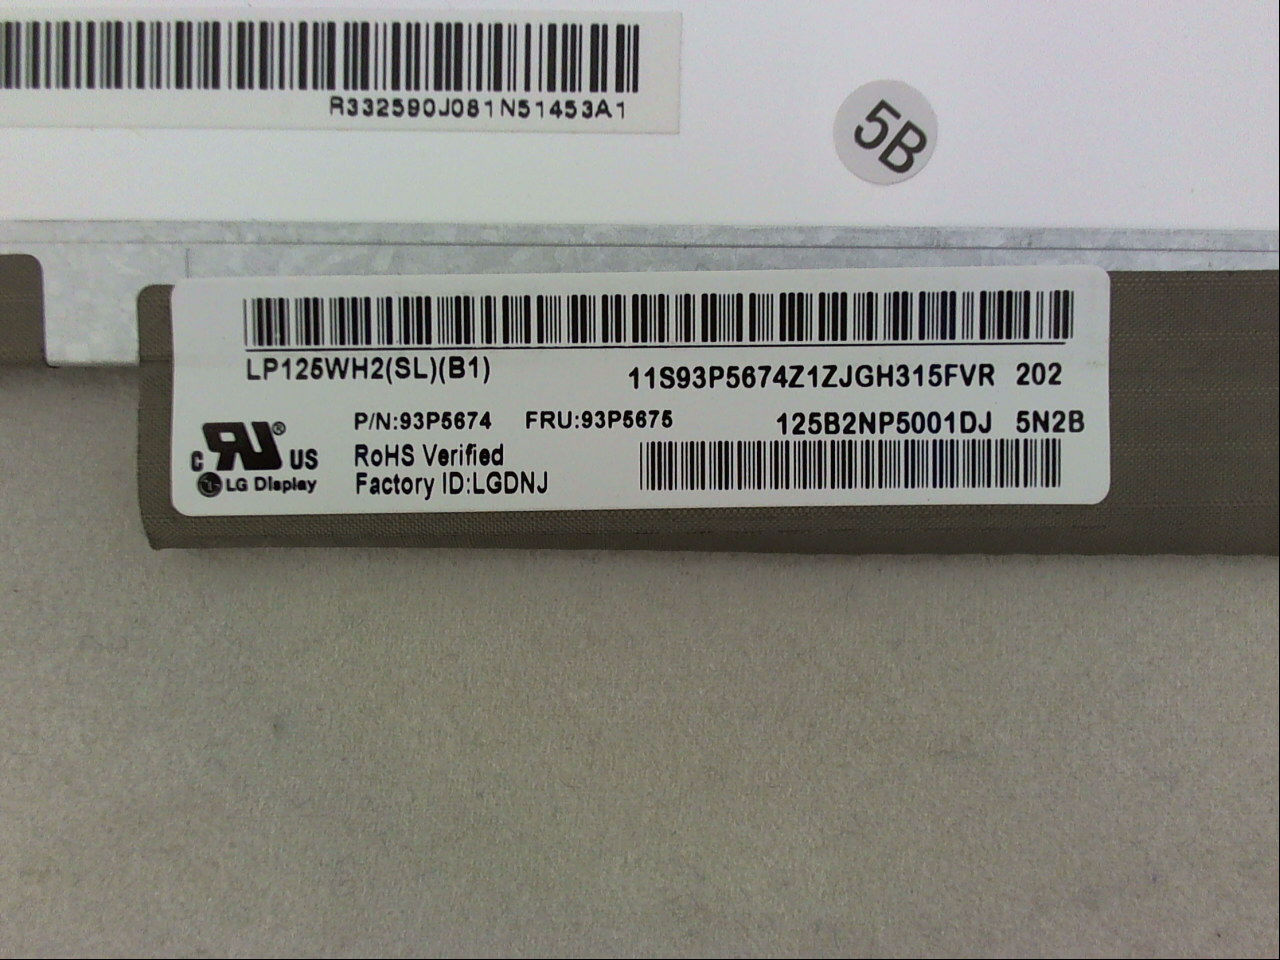 R332590J081N51453A1
5B
LP125WH2(SL)(B1)
11S93P5674Z1ZJGH315FVR 202
P/N:93P5674 FRU:93P5675
125B2NP5001DJ 5N2B
RoHS Verified
Factory ID:LGDNJ
c RU ® US
LG Display